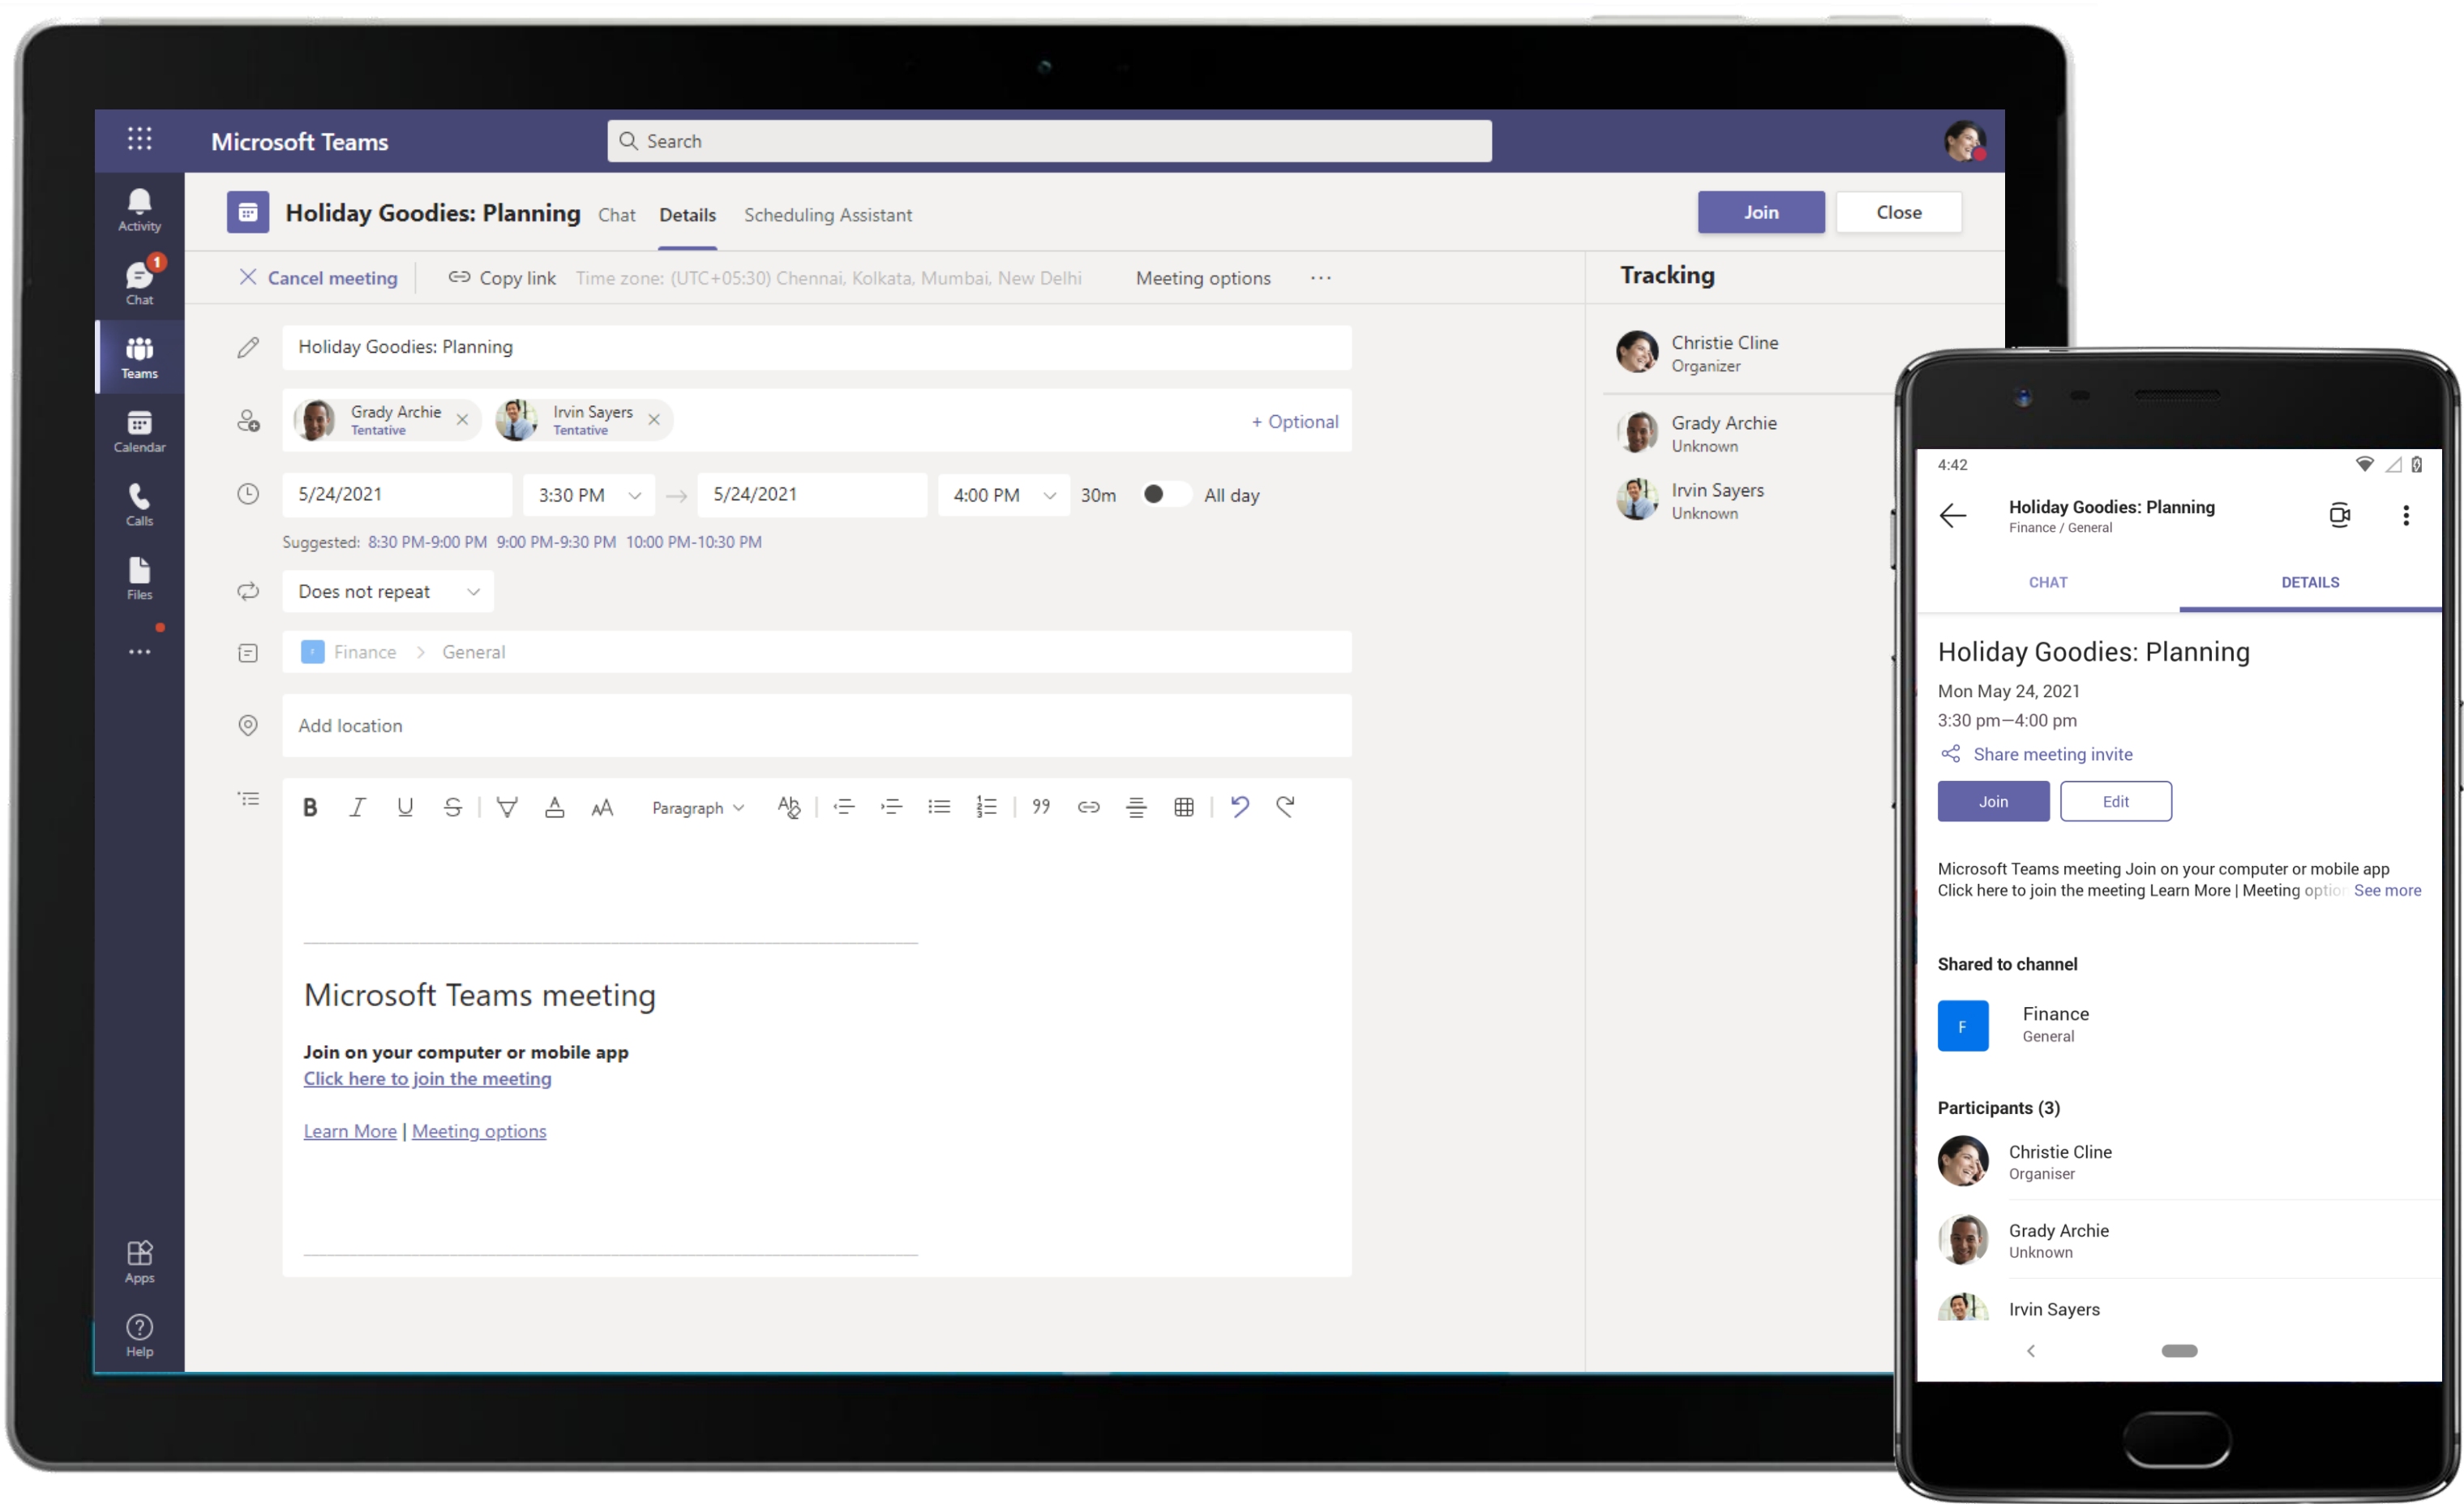 Microsoft Teams
Search
Activity
1
Chat
Teams
Calendar
Calls
Files
Apps
Help
Holiday Goodies: Planning
Chat
Details
Scheduling Assistant
Join
Close
Cancel meeting
Copy link
Time zone: (UTC+05:30) Chennai, Kolkata, Mumbai, New Delhi
Meeting options
Holiday Goodies: Planning
Grady Archie
Tentative
Irvin Sayers
Tentative
+ Optional
5/24/2021
3:30 PM
5/24/2021
4:00 PM
30m
All day
Suggested: 8:30 PM-9:00 PM 9:00 PM-9:30 PM 10:00 PM-10:30 PM
Does not repeat
F Finance > General
Add location
Paragraph
Microsoft Teams meeting
Join on your computer or mobile app
Click here to join the meeting
Learn More | Meeting options
Tracking
Christie Cline
Organizer
Grady Archie
Unknown
Irvin Sayers
Unknown
4:42
Holiday Goodies: Planning
Finance / General
CHAT
DETAILS
Holiday Goodies: Planning
Mon May 24, 2021
3:30 pm—4:00 pm
Share meeting invite
Join
Edit
Microsoft Teams meeting Join on your computer or mobile app
Click here to join the meeting Learn More | Meeting option See more
Shared to channel
F
Finance
General
Participants (3)
Christie Cline
Organiser
Grady Archie
Unknown
Irvin Sayers